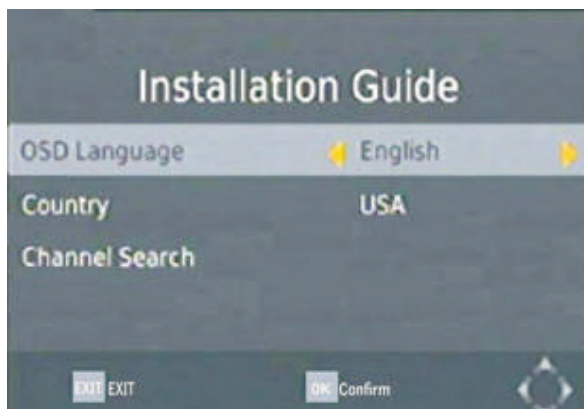 Installation Guide
OSD Language English
Country USA
Channel Search
EXIT EXIT OK Confirm